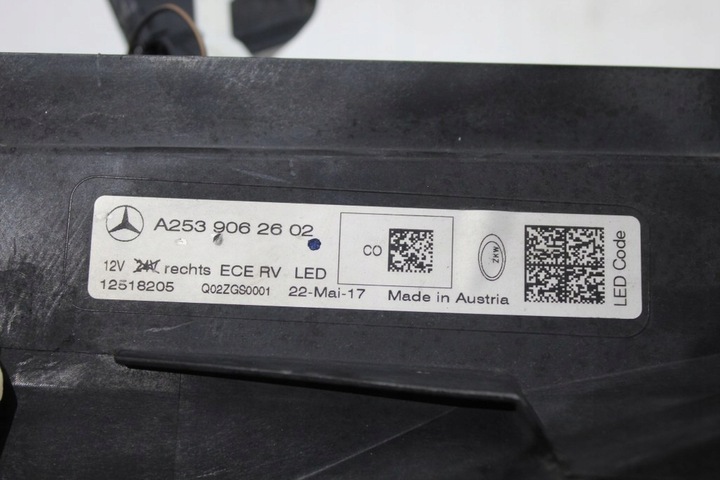 A253 906 26 02
CO
ZKW
LED Code
12V 24V rechts ECE RV LED
12518205 Q02ZGS0001 22-Mai-17 Made in Austria